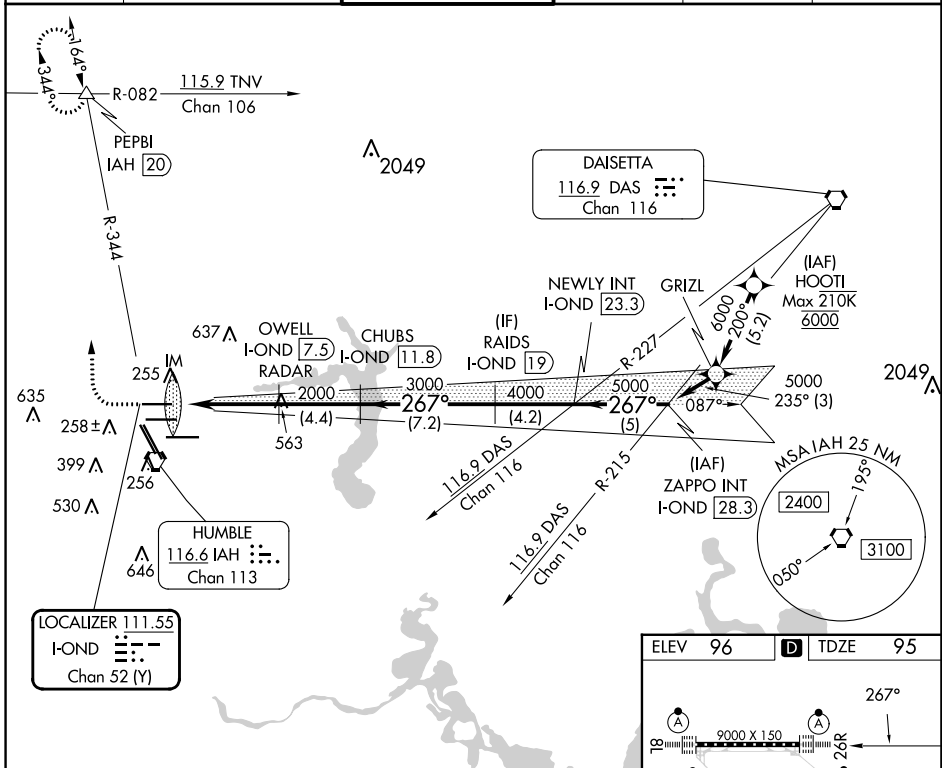 164°
344°
R-082
115.9 TNV
Chan 106
PEPBI
IAH 20
R-344
2049
DAISETTA
116.9 DAS
Chan 116
(IAF)
HOOTI
Max 210K
6000
6000
200°
(5.2)
GRIZL
NEWLY INT
I-OND 23.3
(IF)
RAIDS
I-OND 19
CHUBS
I-OND 11.8
OWELL
I-OND 7.5
RADAR
637
IM
255
635
258±
399
256
530
646
563
2000
(4.4)
3000
267°
(7.2)
4000
(4.2)
5000
267°
(5)
087°
5000
235° (3)
2049
R-227
116.9 DAS
Chan 116
R-215
116.9 DAS
Chan 116
(IAF)
ZAPPO INT
I-OND 28.3
MSA IAH 25 NM
195°
2400
3100
050°
HUMBLE
116.6 IAH
Chan 113
LOCALIZER 111.55
I-OND
Chan 52 (Y)
ELEV 96
D
TDZE 95
267°
A
A
8L
9000 X 150
26R